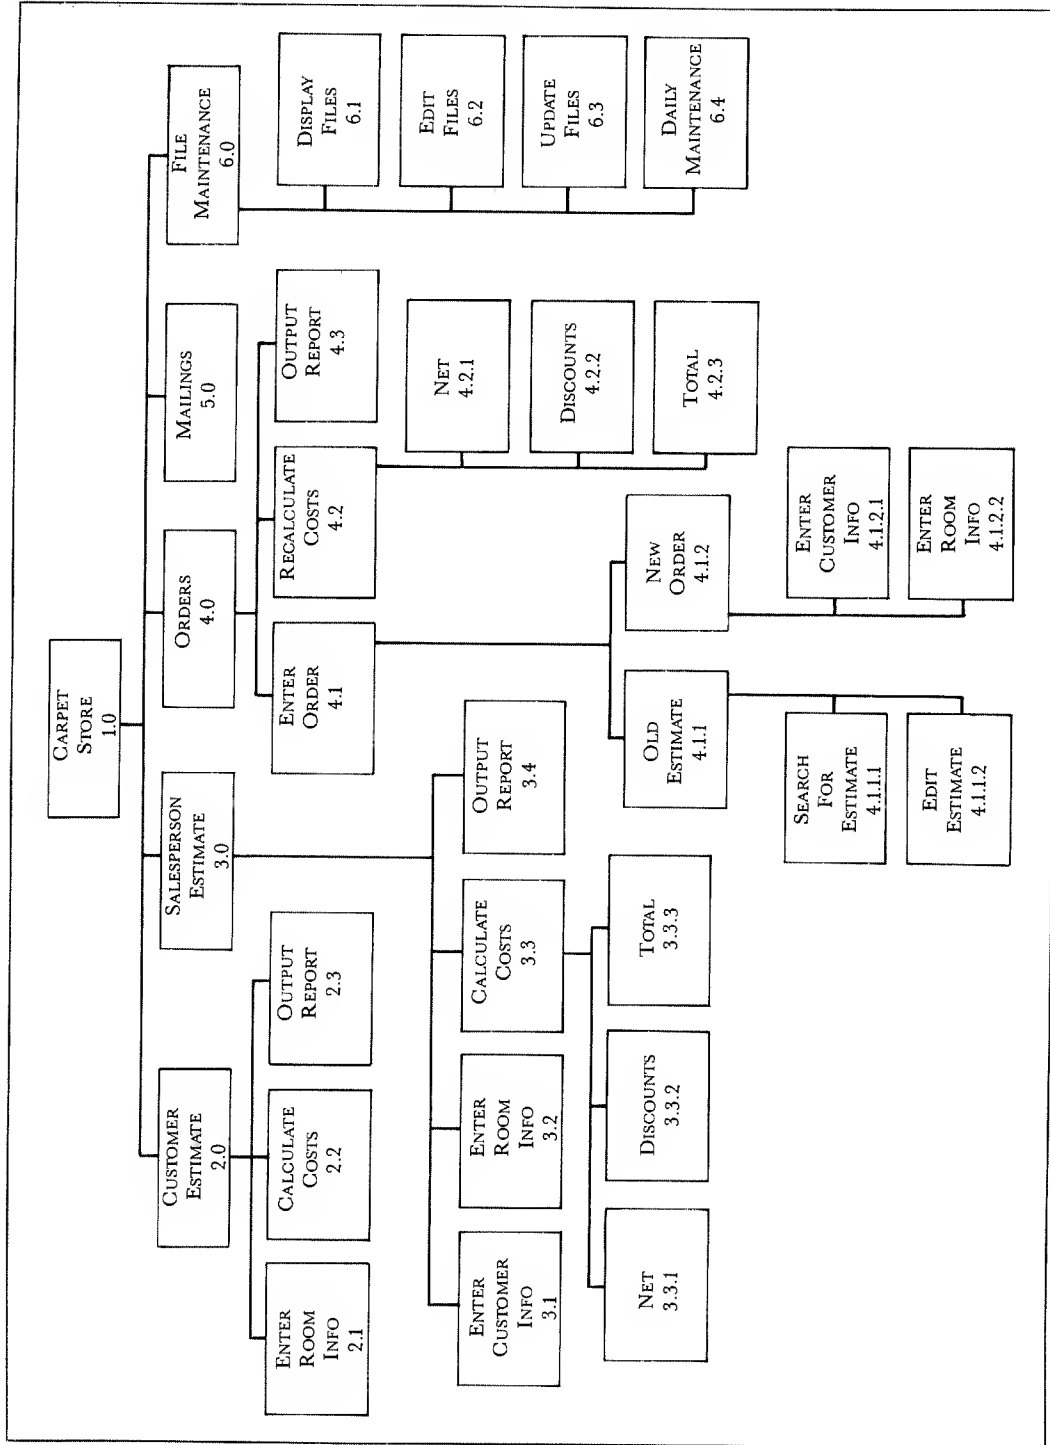 CARPET
STORE
1.0
CUSTOMER
ESTIMATE
2.0
SALESPERSON
ESTIMATE
3.0
ORDERS
4.0
MAILINGS
5.0
FILE
MAINTENANCE
6.0
ENTER
ROOM
INFO
2.1
CALCULATE
COSTS
2.2
OUTPUT
REPORT
2.3
ENTER
ORDER
4.1
RECALCULATE
COSTS
4.2
OUTPUT
REPORT
4.3
DISPLAY
FILES
6.1
EDIT
FILES
6.2
UPDATE
FILES
6.3
DAILY
MAINTENANCE
6.4
NET
4.2.1
DISCOUNTS
4.2.2
TOTAL
4.2.3
ENTER
CUSTOMER
INFO
3.1
ENTER
ROOM
INFO
3.2
CALCULATE
COSTS
3.3
OUTPUT
REPORT
3.4
NET
3.3.1
DISCOUNTS
3.3.2
TOTAL
3.3.3
OLD
ESTIMATE
4.1.1
NEW
ORDER
4.1.2
SEARCH
FOR
ESTIMATE
4.1.1.1
EDIT
ESTIMATE
4.1.1.2
ENTER
CUSTOMER
INFO
4.1.2.1
ENTER
ROOM
INFO
4.1.2.2